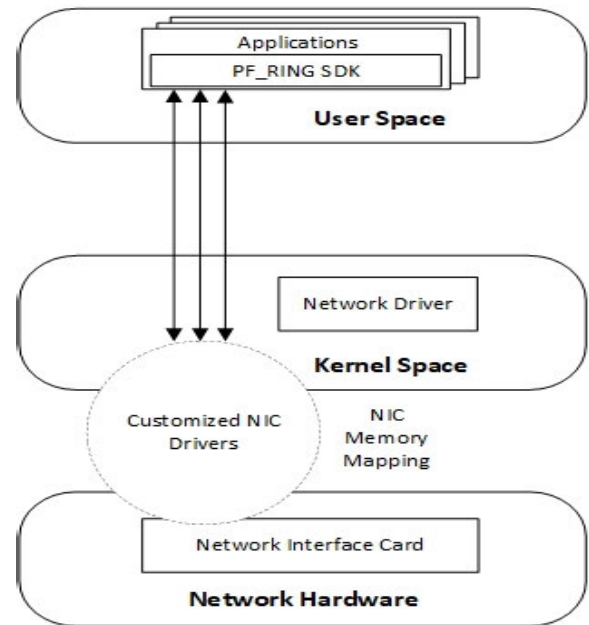 Applications
PF_RING SDK
User Space
Network Driver
Kernel Space
Customized NIC
Drivers
NIC
Memory
Mapping
Network Interface Card
Network Hardware